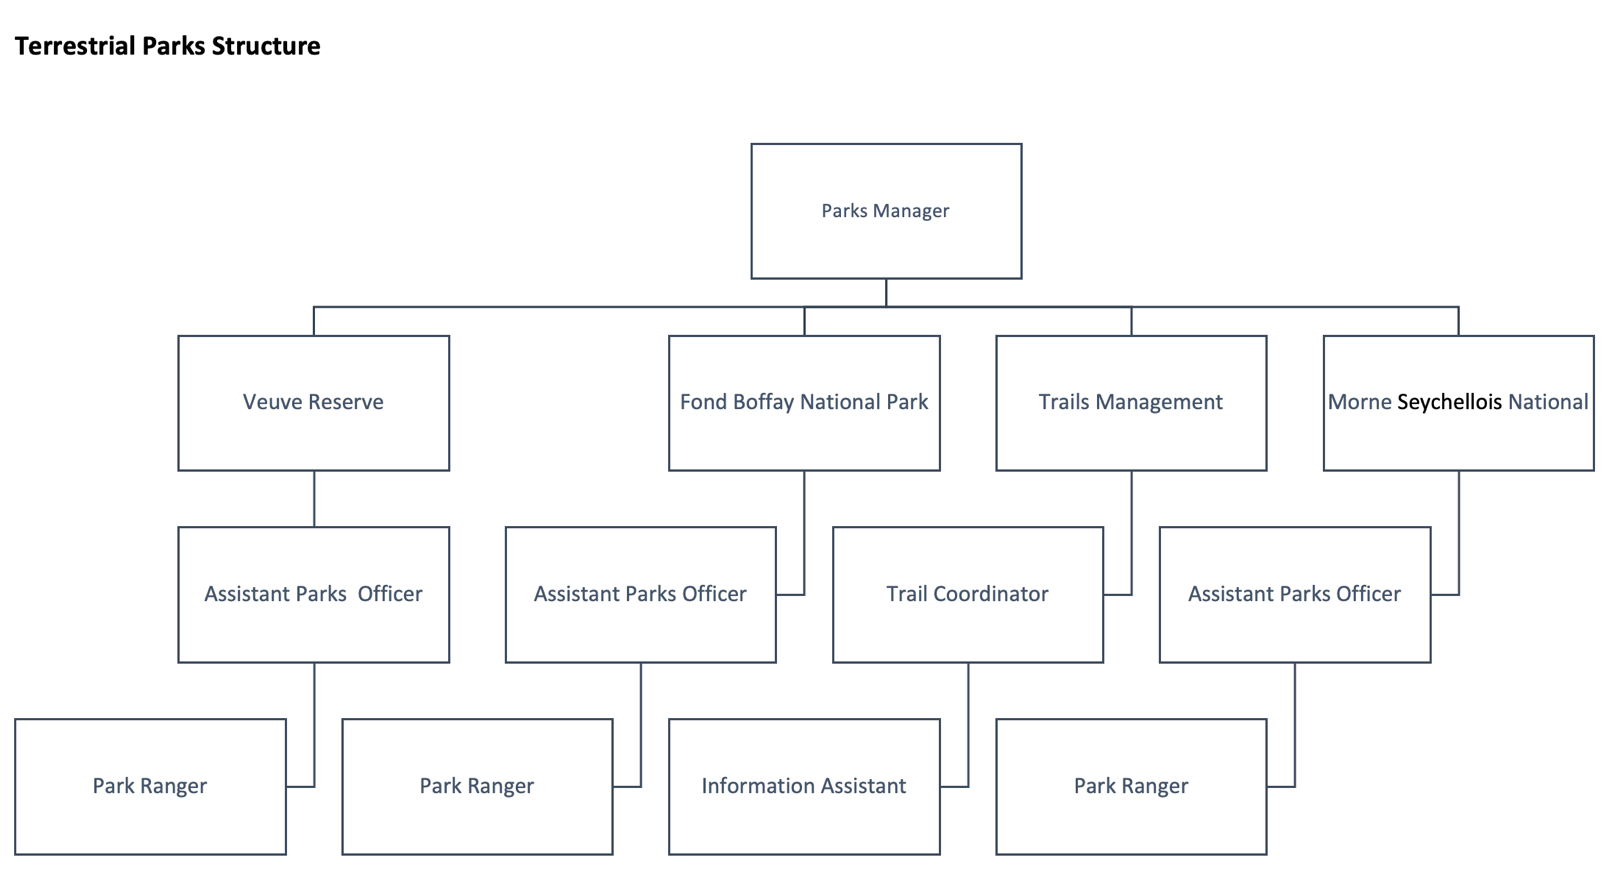 Terrestrial Parks Structure
Parks Manager
Veuve Reserve
Fond Boffay National Park
Trails Management
Morne Seychellois National
Assistant Parks  Officer
Assistant Parks Officer
Trail Coordinator
Assistant Parks Officer
Park Ranger
Park Ranger
Information Assistant
Park Ranger